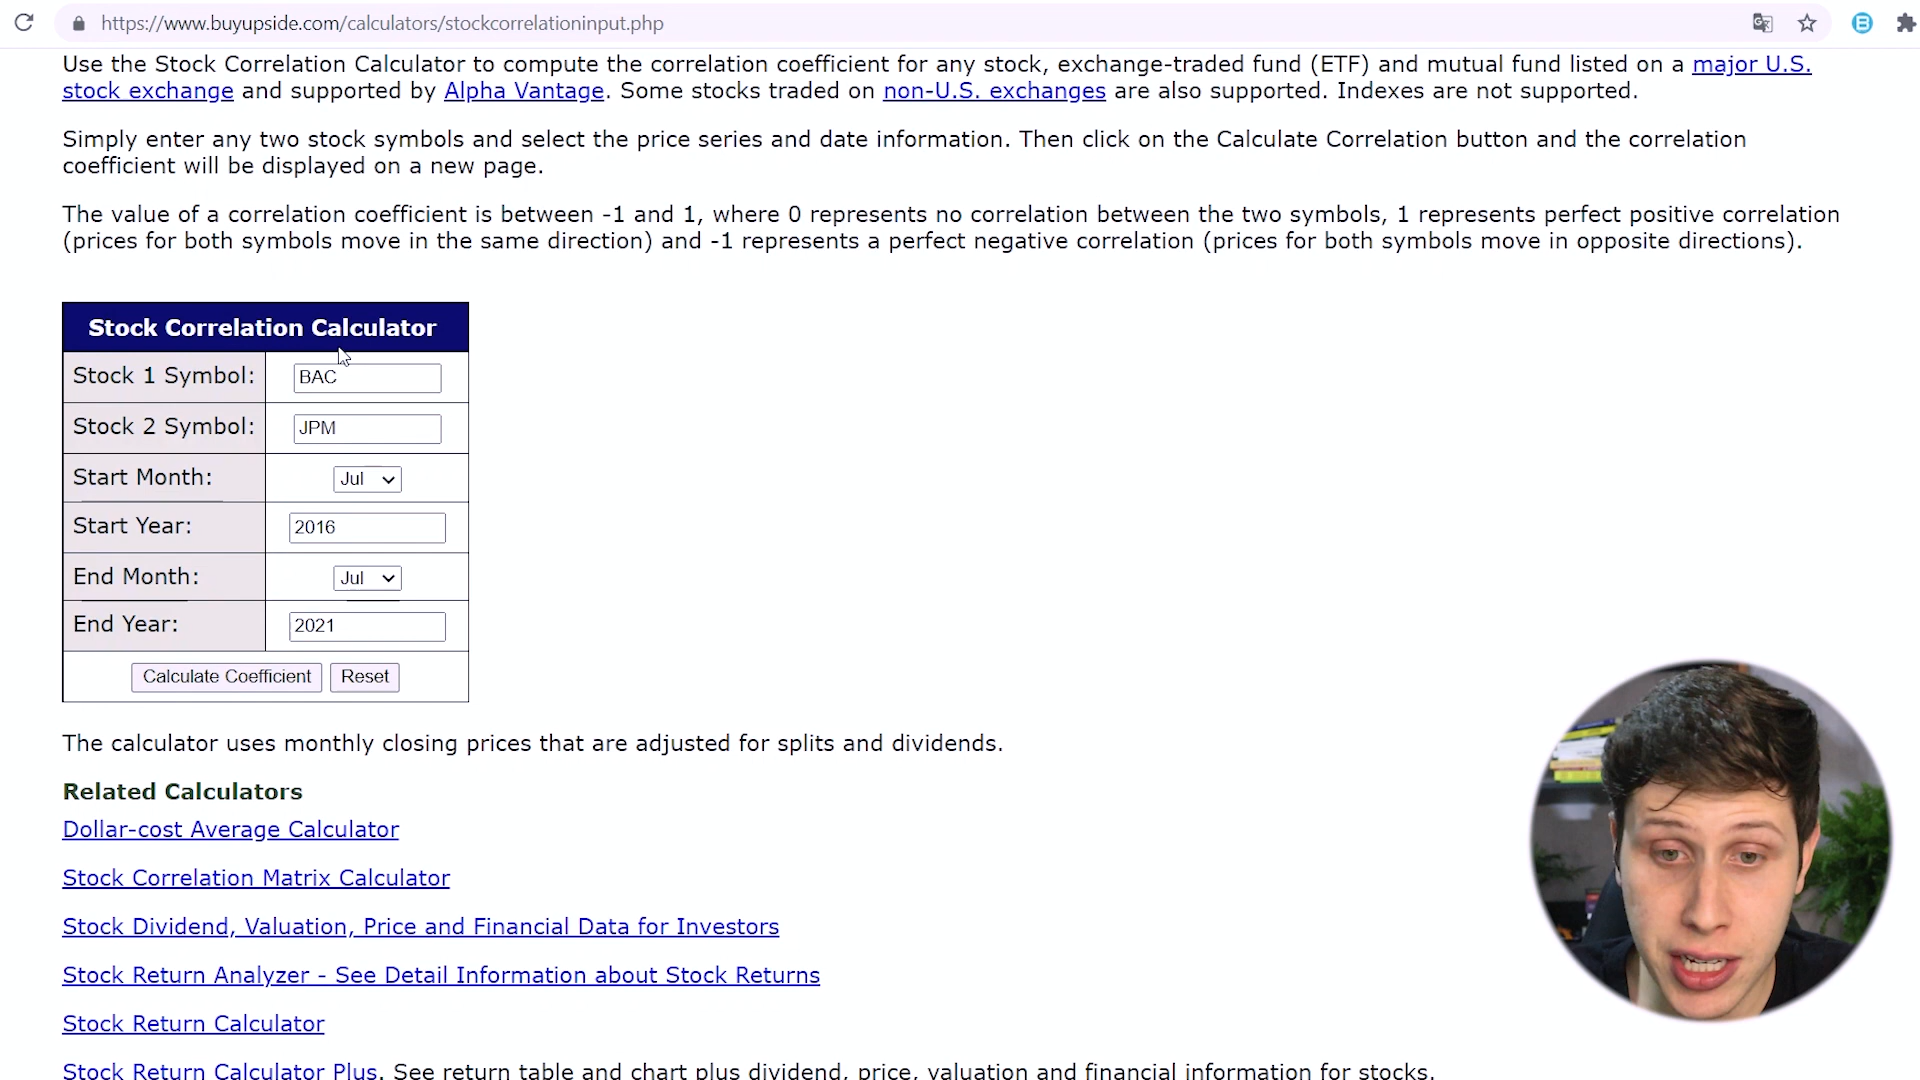 https://www.buyupside.com/calculators/stockcorrelationinput.php
Use the Stock Correlation Calculator to compute the correlation coefficient for any stock, exchange-traded fund (ETF) and mutual fund listed on a major U.S.
stock exchange and supported by Alpha Vantage. Some stocks traded on non-U.S. exchanges are also supported. Indexes are not supported.
Simply enter any two stock symbols and select the price series and date information. Then click on the Calculate Correlation button and the correlation
coefficient will be displayed on a new page.
The value of a correlation coefficient is between -1 and 1, where 0 represents no correlation between the two symbols, 1 represents perfect positive correlation
(prices for both symbols move in the same direction) and -1 represents a perfect negative correlation (prices for both symbols move in opposite directions).
Stock Correlation Calculator
Stock 1 Symbol: BAC
Stock 2 Symbol: JPM
Start Month: Jul
Start Year: 2016
End Month: Jul
End Year: 2021
Calculate Coefficient Reset
The calculator uses monthly closing prices that are adjusted for splits and dividends.
Related Calculators
Dollar-cost Average Calculator
Stock Correlation Matrix Calculator
Stock Dividend, Valuation, Price and Financial Data for Investors
Stock Return Analyzer - See Detail Information about Stock Returns
Stock Return Calculator
Stock Return Calculator Plus. See return table and chart plus dividend, price, valuation and financial information for stocks.